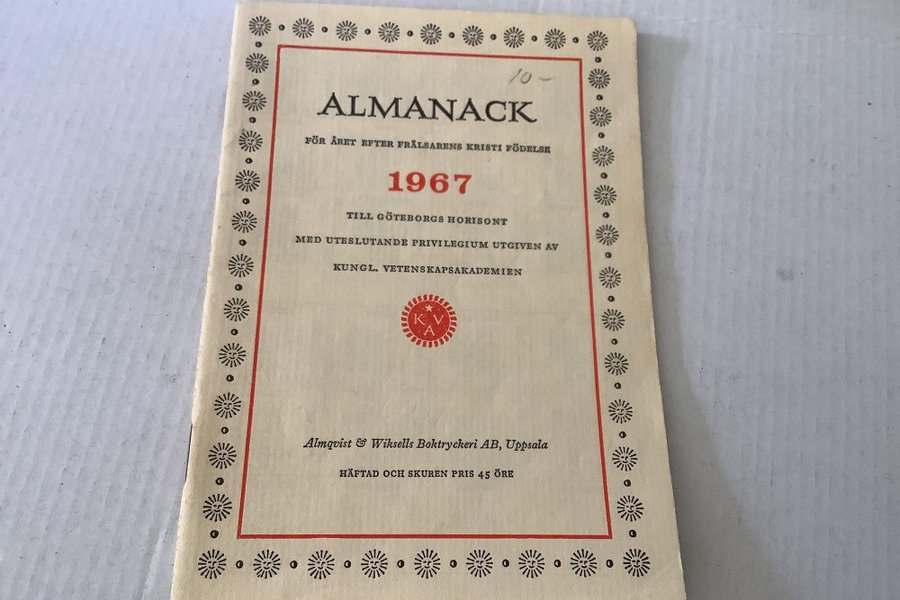 10 –
ALMANACK
FÖR ÅRET EFTER FRÄLSARENS KRISTI FÖDELSE
1967
TILL GÖTEBORGS HORISONT
MED UTESLUTANDE PRIVILEGIUM UTGIVEN AV
KUNGL. VETENSKAPSAKADEMIEN
K V
A
Almqvist & Wiksells Boktryckeri AB, Uppsala
HÄFTAD OCH SKUREN PRIS 45 ÖRE